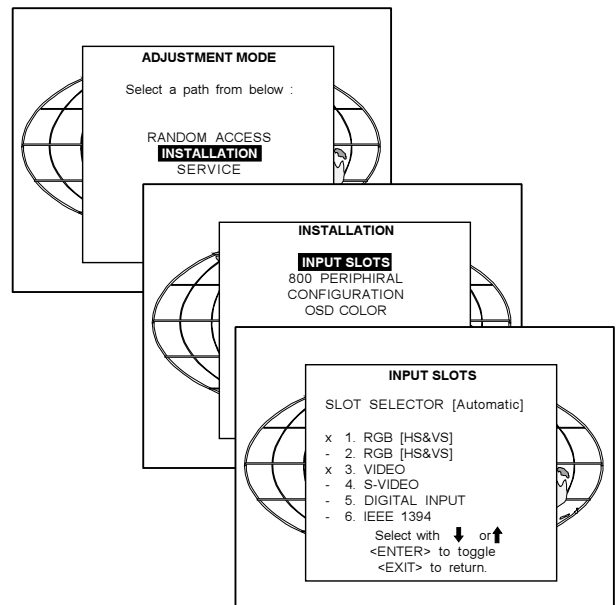 ADJUSTMENT MODE
Select a path from below :
RANDOM ACCESS
INSTALLATION
SERVICE
INSTALLATION
INPUT SLOTS
800 PERIPHIRAL
CONFIGURATION
OSD COLOR
INPUT SLOTS
SLOT SELECTOR [Automatic]
x 1. RGB [HS&VS]
- 2. RGB [HS&VS]
x 3. VIDEO
- 4. S-VIDEO
- 5. DIGITAL INPUT
- 6. IEEE 1394
Select with ⬇ or ⬆
<ENTER> to toggle
<EXIT> to return.